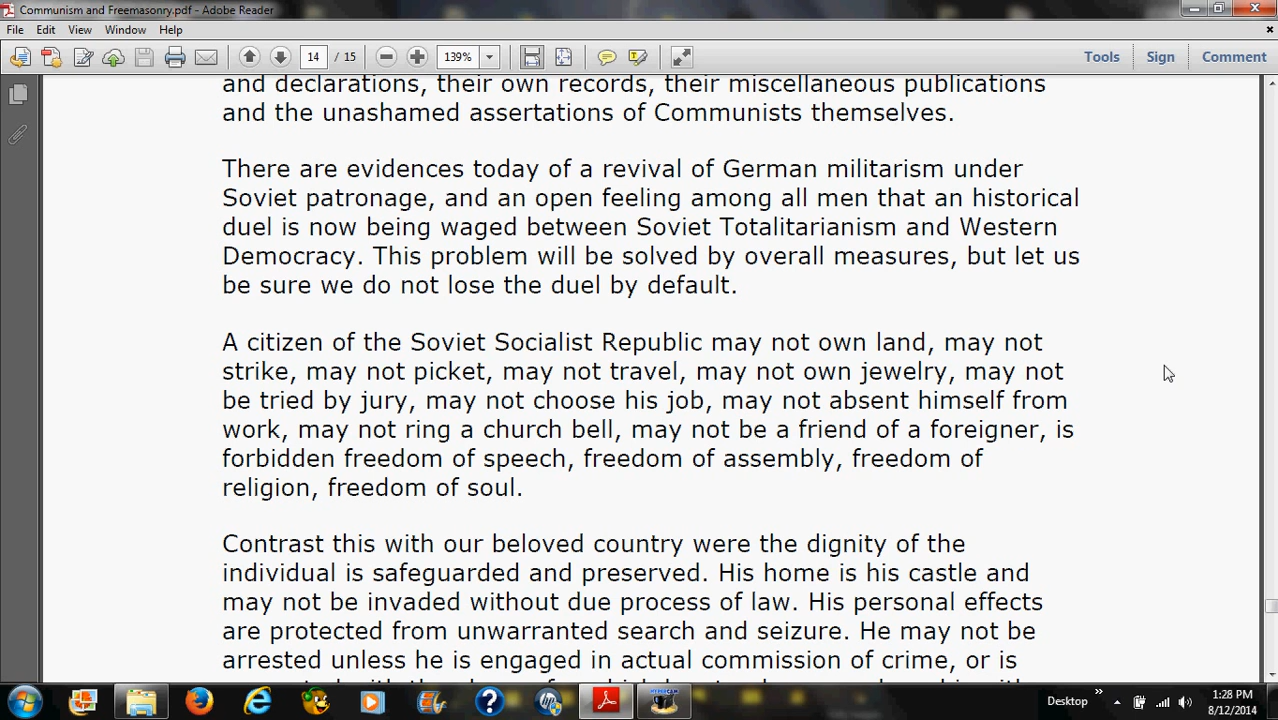 Communism and Freemasonry.pdf - Adobe Reader
File Edit View Window Help
14 / 15 139% Tools Sign Comment
and declarations, their own records, their miscellaneous publications
and the unashamed assertations of Communists themselves.
There are evidences today of a revival of German militarism under
Soviet patronage, and an open feeling among all men that an historical
duel is now being waged between Soviet Totalitarianism and Western
Democracy. This problem will be solved by overall measures, but let us
be sure we do not lose the duel by default.
A citizen of the Soviet Socialist Republic may not own land, may not
strike, may not picket, may not travel, may not own jewelry, may not
be tried by jury, may not choose his job, may not absent himself from
work, may not ring a church bell, may not be a friend of a foreigner, is
forbidden freedom of speech, freedom of assembly, freedom of
religion, freedom of soul.
Contrast this with our beloved country were the dignity of the
individual is safeguarded and preserved. His home is his castle and
may not be invaded without due process of law. His personal effects
are protected from unwarranted search and seizure. He may not be
arrested unless he is engaged in actual commission of crime, or is
Desktop 1:28 PM
8/12/2014